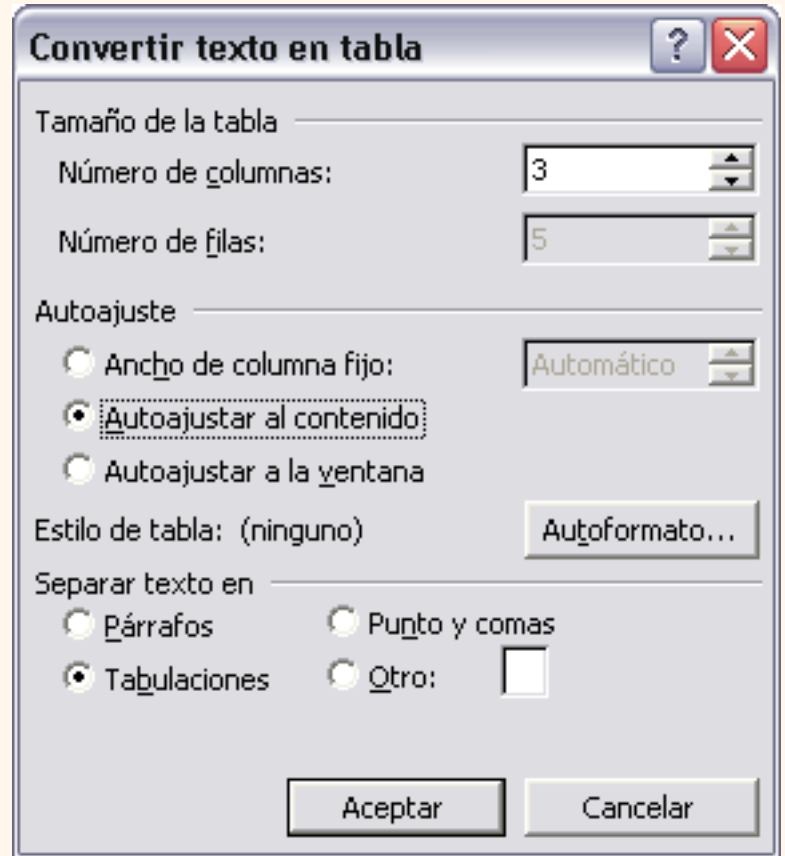 Convertir texto en tabla
Tamaño de la tabla
Número de columnas: 3
Número de filas: 5
Autoajuste
Ancho de columna fijo: Automático
Autoajustar al contenido
Autoajustar a la ventana
Estilo de tabla: (ninguno) Autoformato...
Separar texto en
Párrafos Punto y comas
Tabulaciones Otro:
Aceptar Cancelar